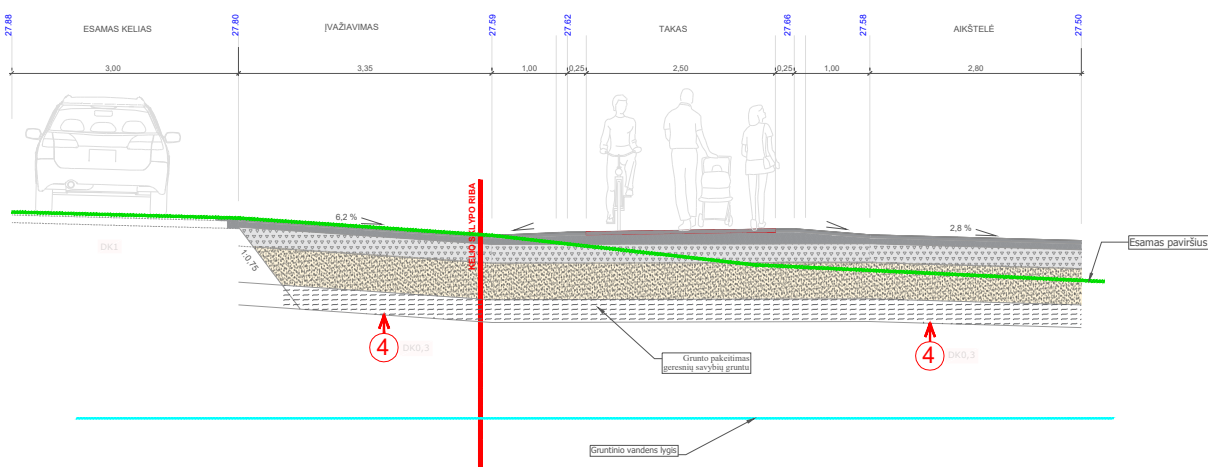 27.88
27.80
27.59
27.62
27.66
27.58
27.50
ESAMAS KELIAS
ĮVAŽIAVIMAS
TAKAS
AIKŠTELĖ
3,00
3,35
1,00
0,25
2,50
0,25
1,00
2,80
KELIO SKLYPO RIBA
6,2 %
2,8 %
Esamas paviršius
DK1
1:0,75
4
DK0,3
4
DK0,3
Grunto pakeitimas
geresnių savybių gruntu
Gruntinio vandens lygis